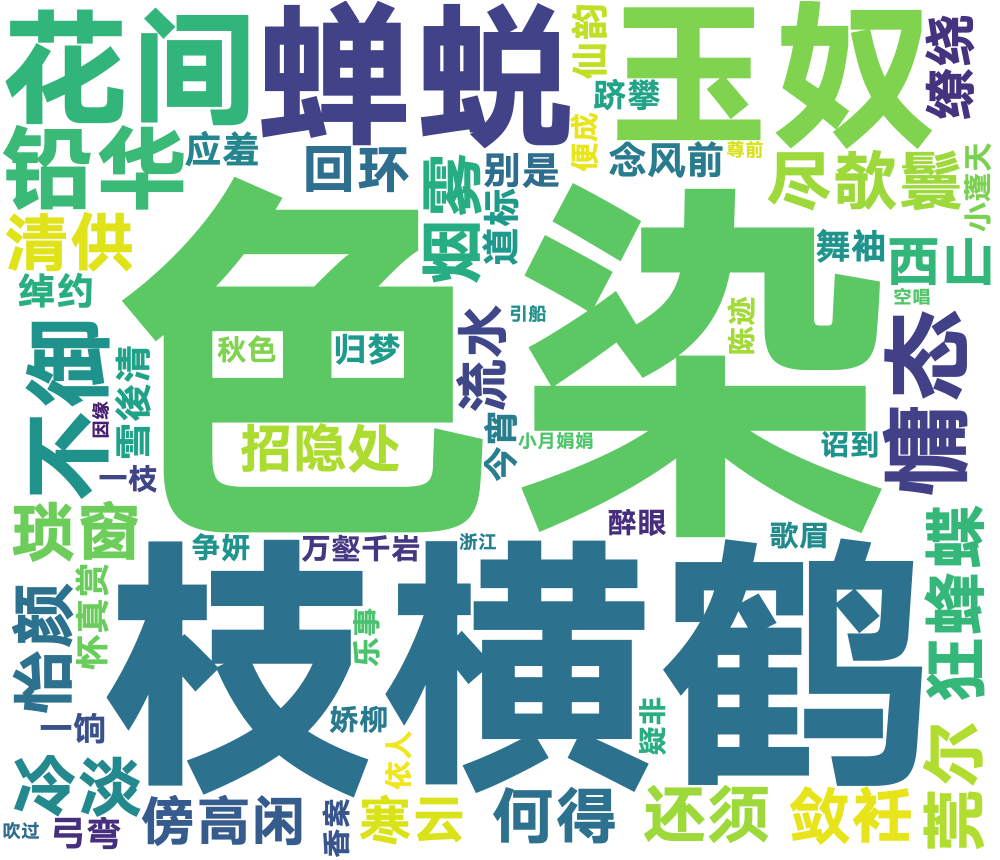 花间
蝉蜕
仙韵
玉奴
缭绕
跻攀
便成
铅华
应羞
回环
雾
烟
别是
念风前
尊前
尽欹鬟
小蓬天
道标
清供
绰约
舞袖
西山
空唱
色染
引船
陈迹
秋色
归梦
流水
慵态
不御
雪後清
因缘
今宵
小月娟娟
招隐处
诏到
一枝
琐窗
醉眼
歌眉
争妍
万壑千岩
浙江
狂蜂蝶
枝横鹤
怀真赏
怡颜
乐事
一饷
娇柳
疑非
依人
莞尔
冷淡
吹过
弓弯
傍高闲
香案
寒云
何得
还须
敛衽